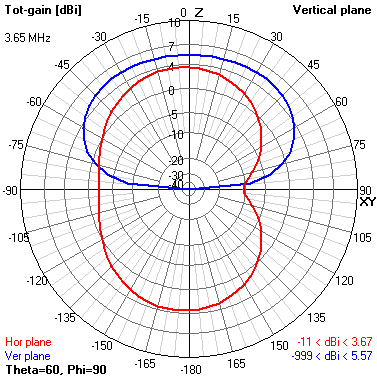 Tot-gain [dBi]
Vertical plane
3.65 MHz
0 Z
-15 15
-30 30
-45 45
-60 60
-75 75
-90 90
XY
-105 105
-120 120
-135 135
-150 150
-165 165
-180
10
7
4
0
-5
-10
-20
-30
-40
Hor plane
-11 < dBi < 3.67
Ver plane
-999 < dBi < 5.57
Theta=60, Phi=90